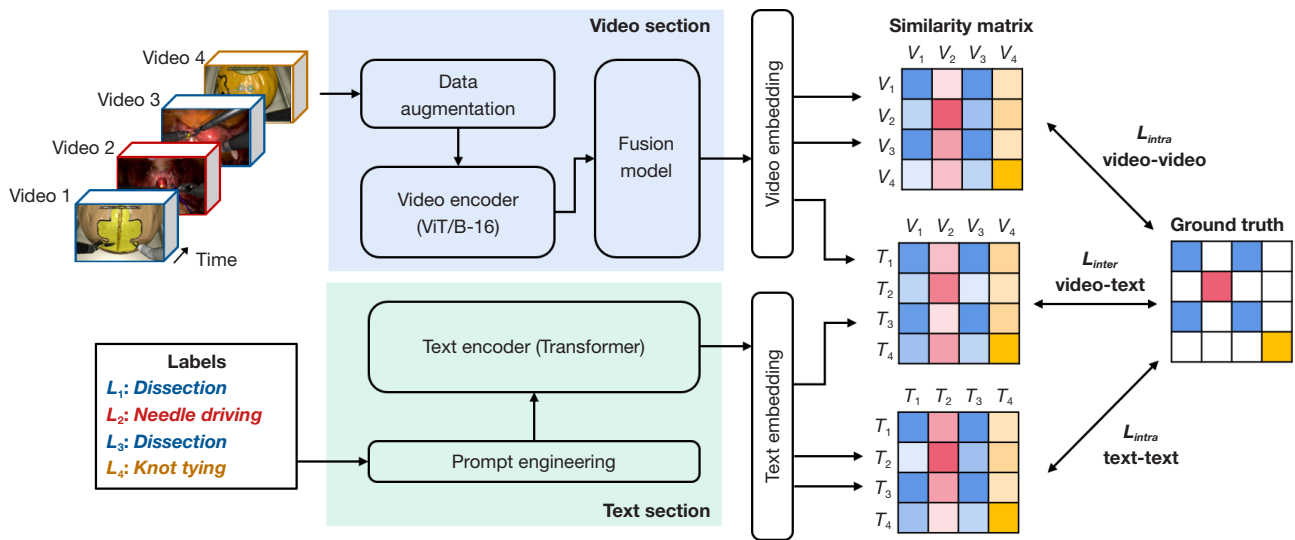 Video section
Similarity matrix
Video 4
Video 3
Video 2
Video 1
Time
Data
augmentation
Video encoder
(ViT/B-16)
Fusion
model
Video embedding
V1 V2 V3 V4
V1
V2
V3
V4
Lintra
video-video
V1 V2 V3 V4
T1
T2
T3
T4
Linter
video-text
Ground truth
Labels
L1: Dissection
L2: Needle driving
L3: Dissection
L4: Knot tying
Text encoder (Transformer)
Prompt engineering
Text section
Text embedding
T1 T2 T3 T4
T1
T2
T3
T4
Lintra
text-text